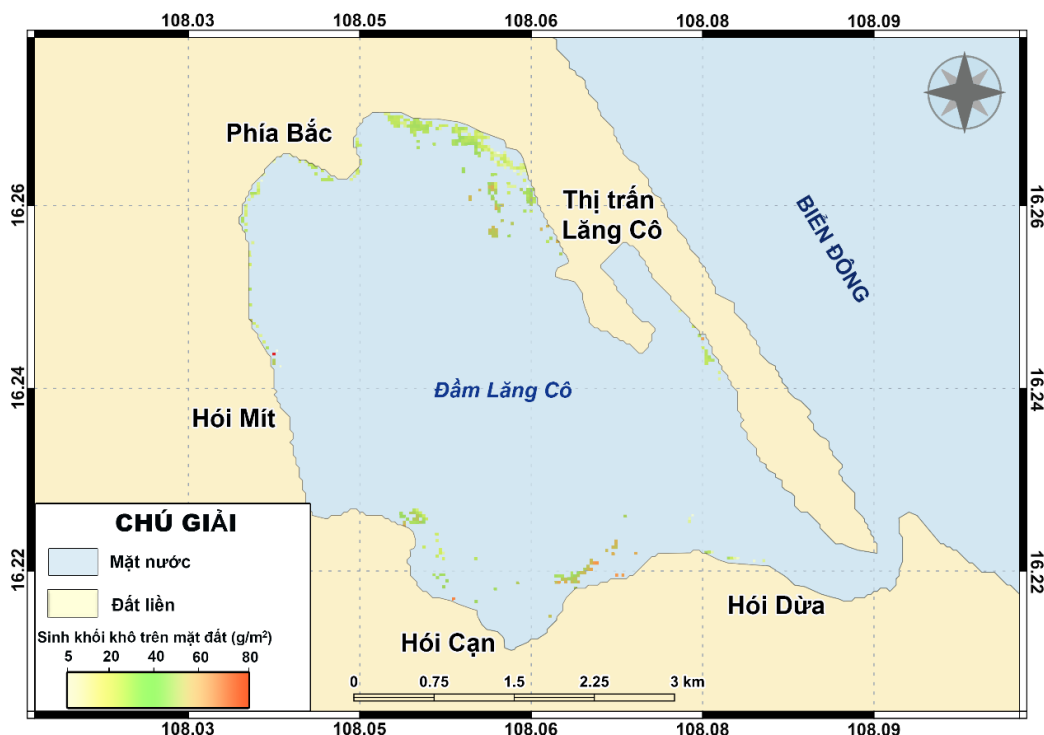 108.03 108.05 108.06 108.08 108.09
Phía Bắc
Thị trấn
Lăng Cô
BIỂN ĐÔNG
16.26 16.26
Đầm Lăng Cô
16.24 16.24
Hói Mít
CHÚ GIẢI
Mặt nước
Đất liền
Sinh khối khô trên mặt đất (g/m²)
5 20 40 60 80
16.22 16.22
Hói Dừa
Hói Cạn
0 0.75 1.5 2.25 3 km
108.03 108.05 108.06 108.08 108.09